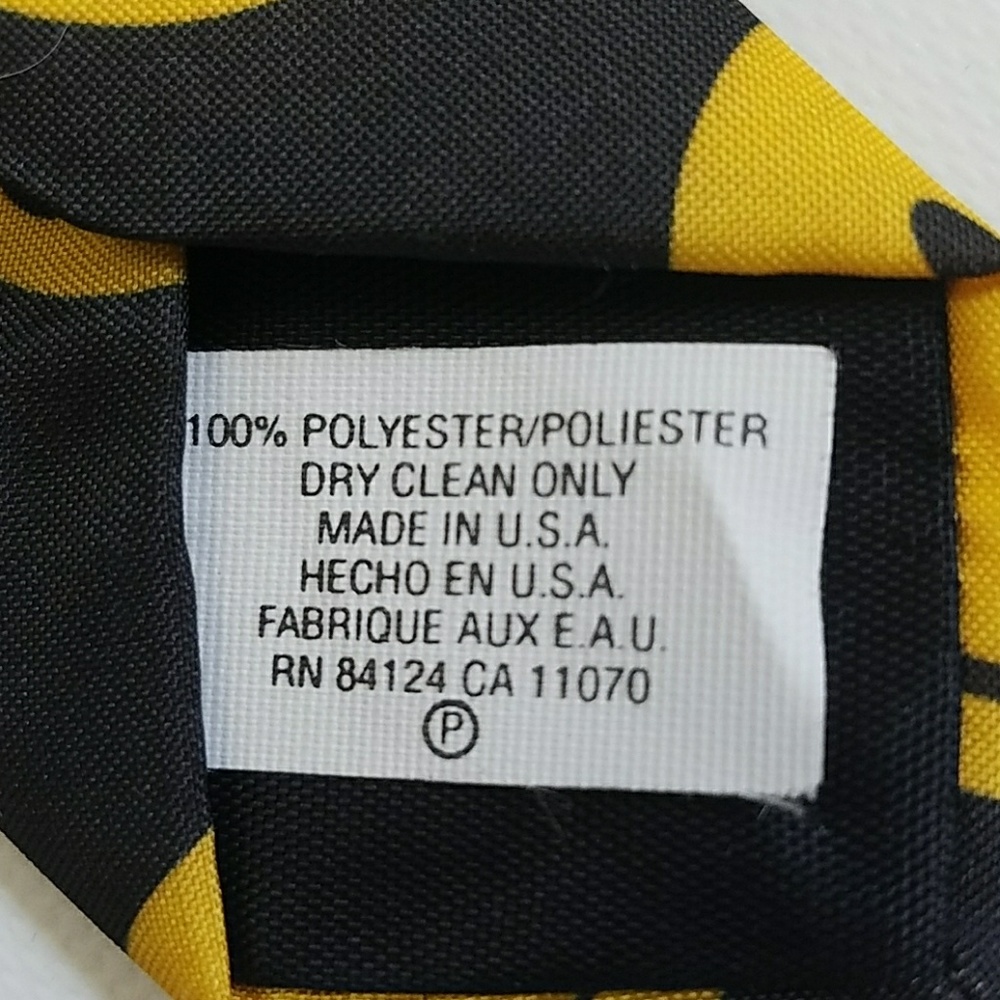 100% POLYESTER/POLIESTER
DRY CLEAN ONLY
MADE IN U.S.A.
HECHO EN U.S.A.
FABRIQUE AUX E.A.U.
RN 84124 CA 11070
P